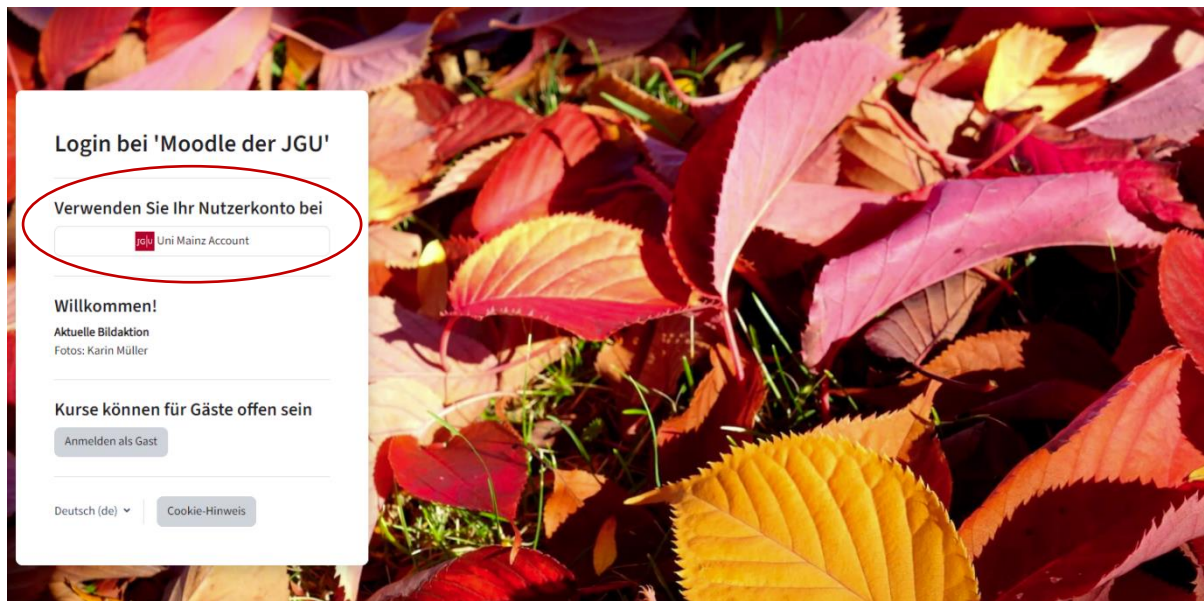 Login bei 'Moodle der JGU'
Verwenden Sie Ihr Nutzerkonto bei
JG|U Uni Mainz Account
Willkommen!
Aktuelle Bildaktion
Fotos: Karin Müller
Kurse können für Gäste offen sein
Anmelden als Gast
Deutsch (de)
Cookie-Hinweis